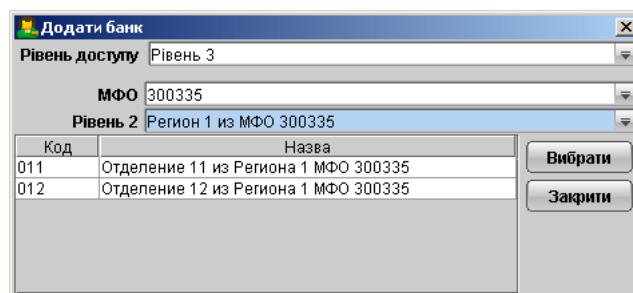 Додати банк
Рівень доступу Рівень 3
МФО 300335
Рівень 2 Регион 1 из МФО 300335
Код Назва
011 Отделение 11 из Региона 1 МФО 300335
012 Отделение 12 из Региона 1 МФО 300335
Вибрати
Закрити